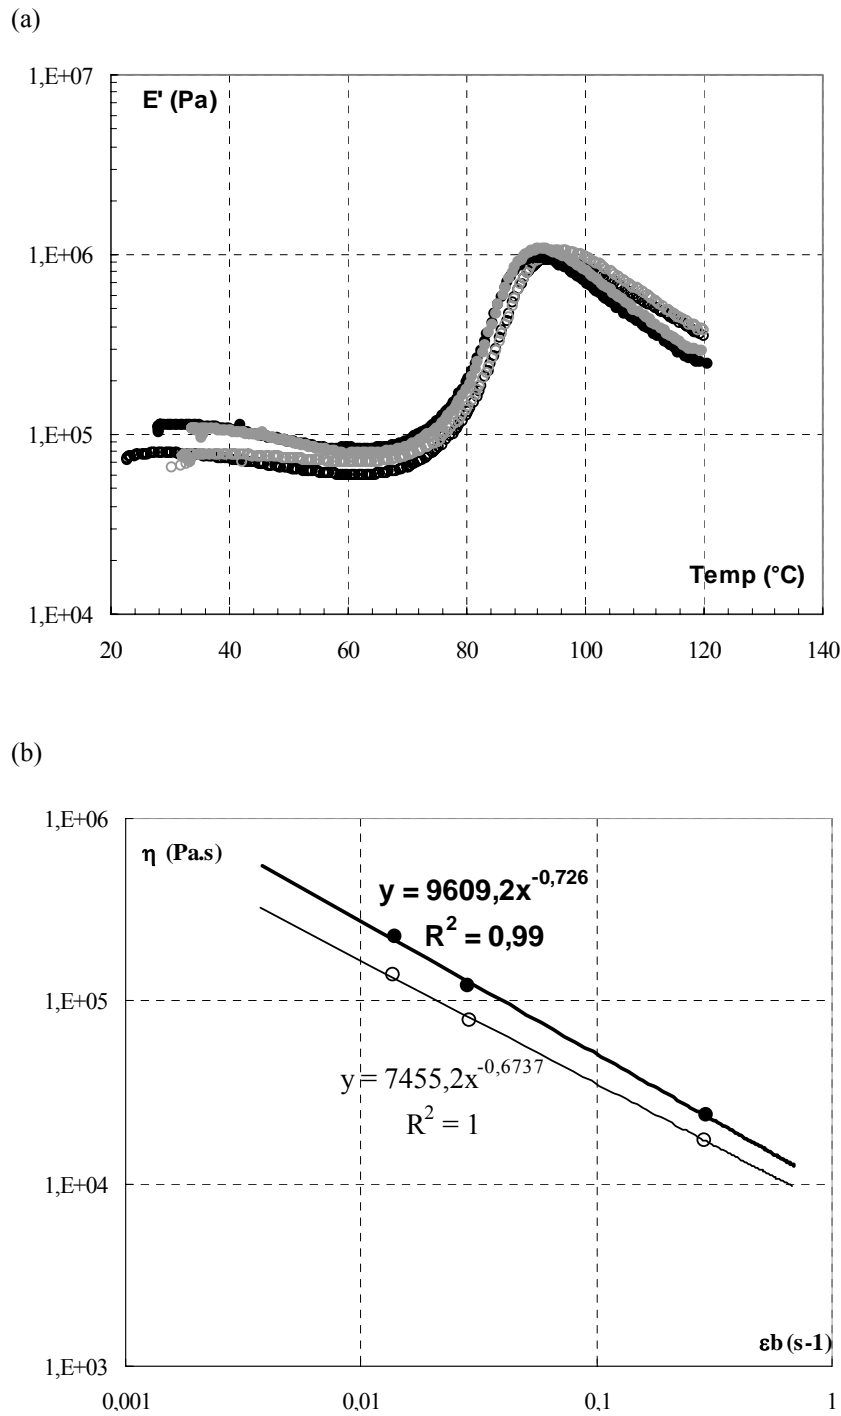 (a)
1,E+07
E' (Pa)
1,E+06
1,E+05
Temp (°C)
1,E+04
20 40 60 80 100 120 140
(b)
1,E+06
η (Pa.s)
y = 9609,2x^-0,726
R² = 0,99
1,E+05
y = 7455,2x^-0,6737
R² = 1
1,E+04
εb (s-1)
1,E+03
0,001 0,01 0,1 1